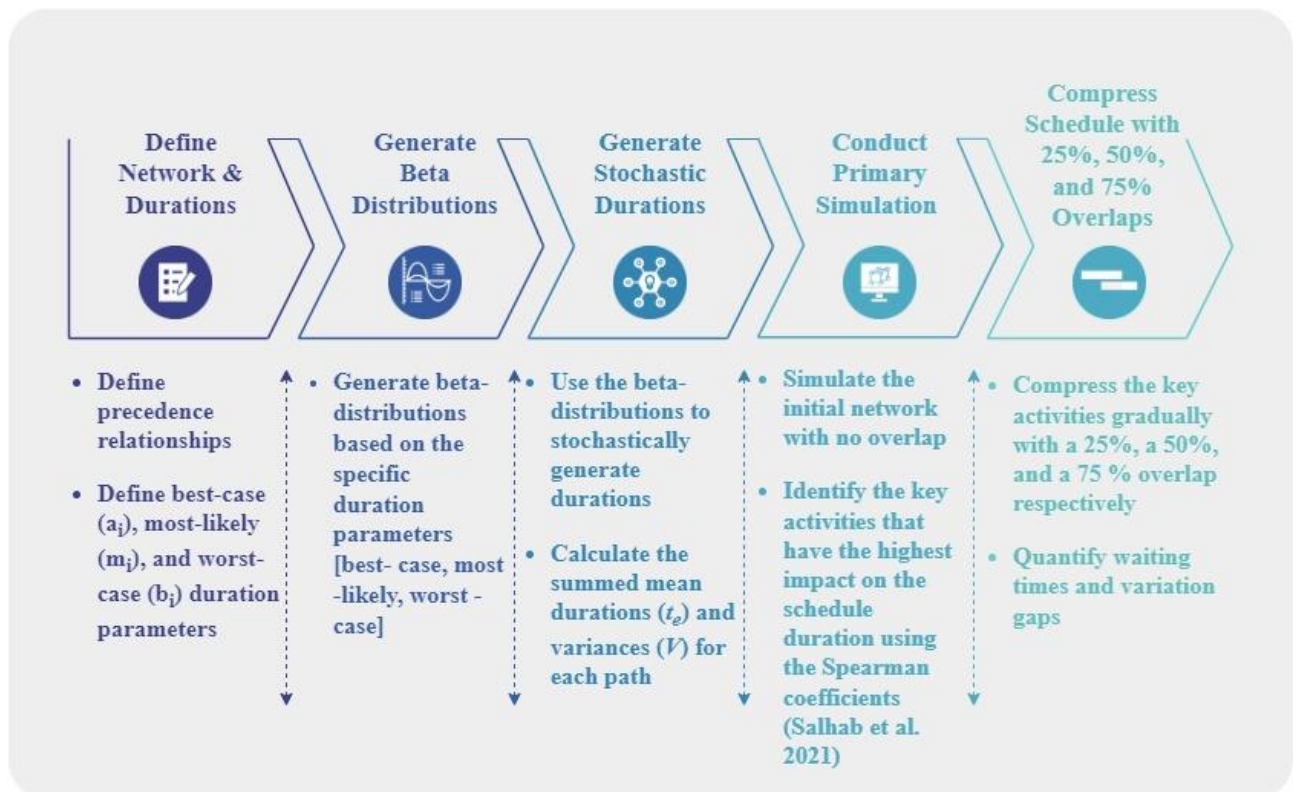 Define
Network &
Durations
Generate
Beta
Distributions
Generate
Stochastic
Durations
Conduct
Primary
Simulation
Compress
Schedule with
25%, 50%,
and 75%
Overlaps
• Define
precedence
relationships
• Define best-case
(aᵢ), most-likely
(mᵢ), and worst-
case (bᵢ) duration
parameters
• Generate beta-
distributions
based on the
specific
duration
parameters
[best- case, most
-likely, worst -
case]
• Use the beta-
distributions to
stochastically
generate
durations
• Calculate the
summed mean
durations (tₑ) and
variances (V) for
each path
• Simulate the
initial network
with no overlap
• Identify the key
activities that
have the highest
impact on the
schedule
duration using
the Spearman
coefficients
(Salhab et al.
2021)
• Compress the key
activities gradually
with a 25%, a 50%,
and a 75 % overlap
respectively
• Quantify waiting
times and variation
gaps